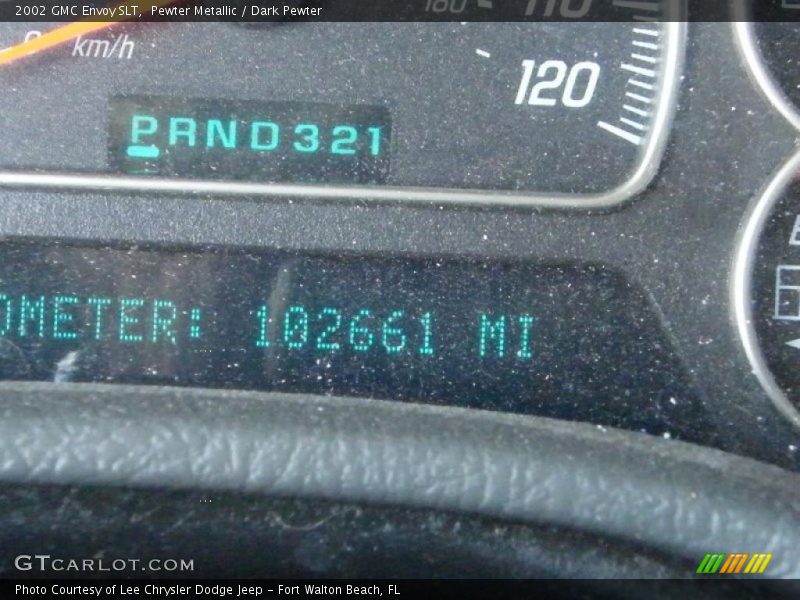 2002 GMC Envoy SLT, Pewter Metallic / Dark Pewter
0
km/h
120
PRND321
OMETER: 102661 MI
GTCARLOT.COM
Photo Courtesy of Lee Chrysler Dodge Jeep - Fort Walton Beach, FL